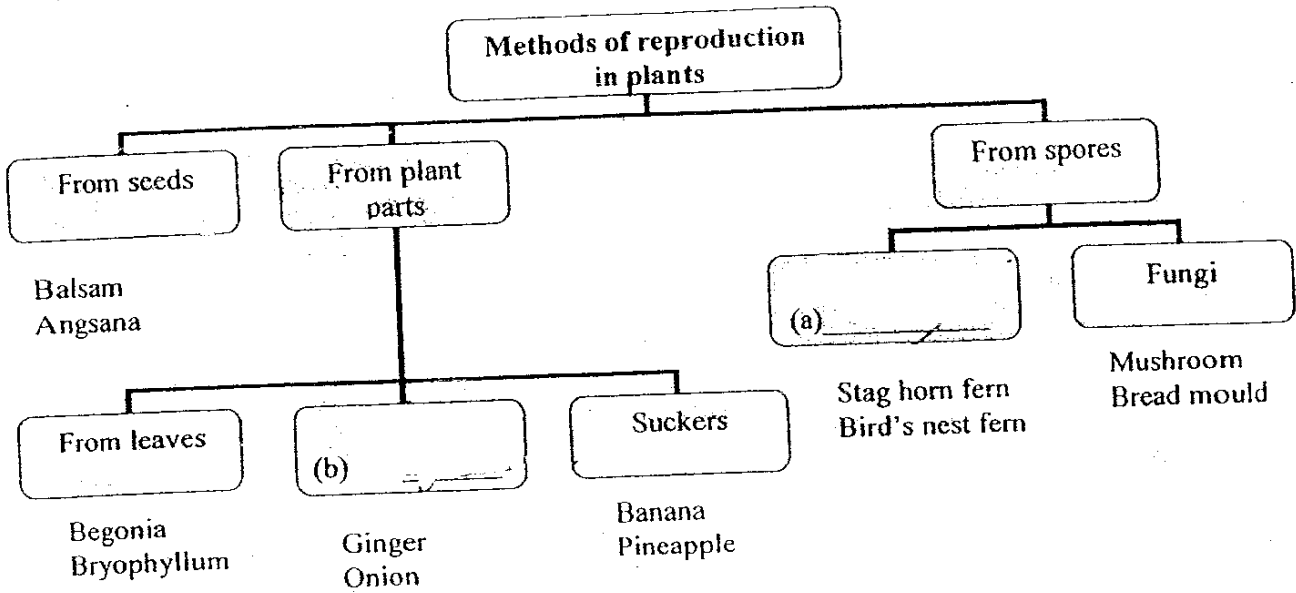 Methods of reproduction
in plants
From seeds
From plant
parts
From spores
Balsam
Angsana
(a)
Fungi
Stag horn fern
Bird's nest fern
Mushroom
Bread mould
From leaves
(b)
Suckers
Begonia
Bryophyllum
Ginger
Onion
Banana
Pineapple